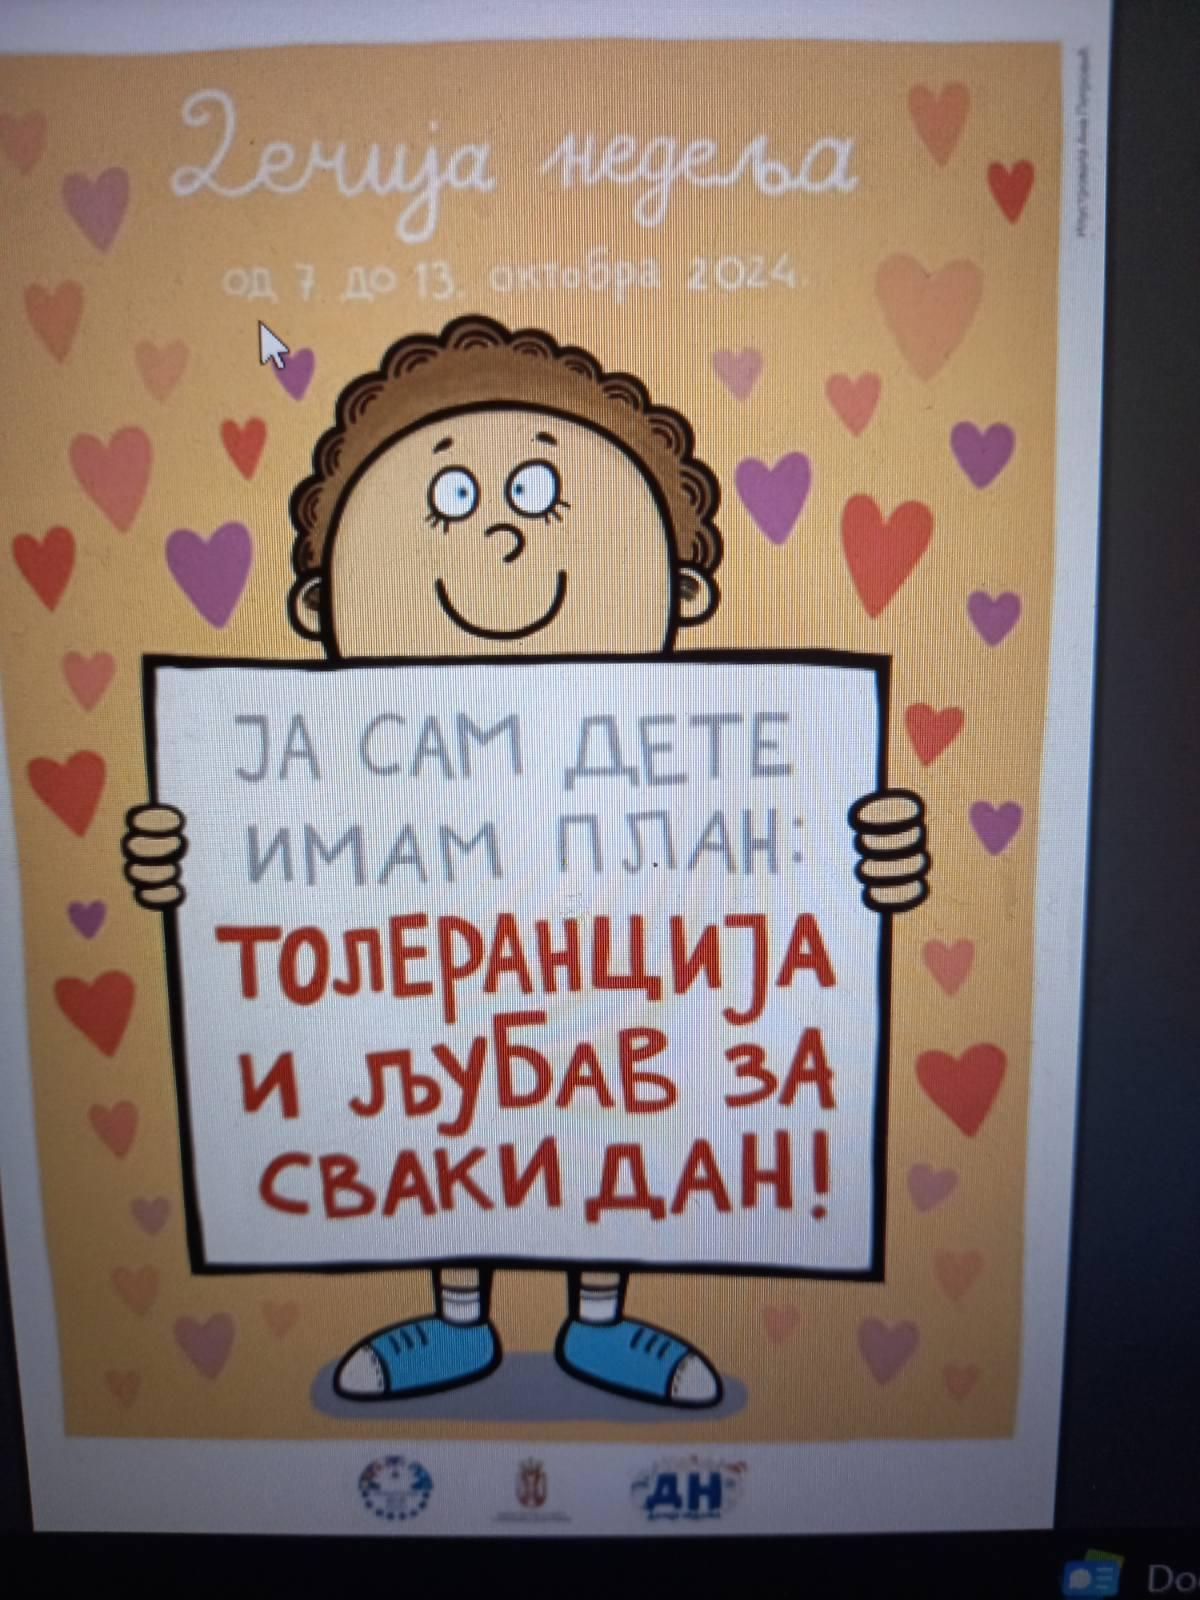 Дечија недеља
од 7. до 13. октобра 2024.
ЈА САМ ДЕТЕ
ИМАМ ПЛАН:
ТОЛЕРАНЦИЈА
И ЉУБАВ ЗА
СВАКИ ДАН!
ДН
Do